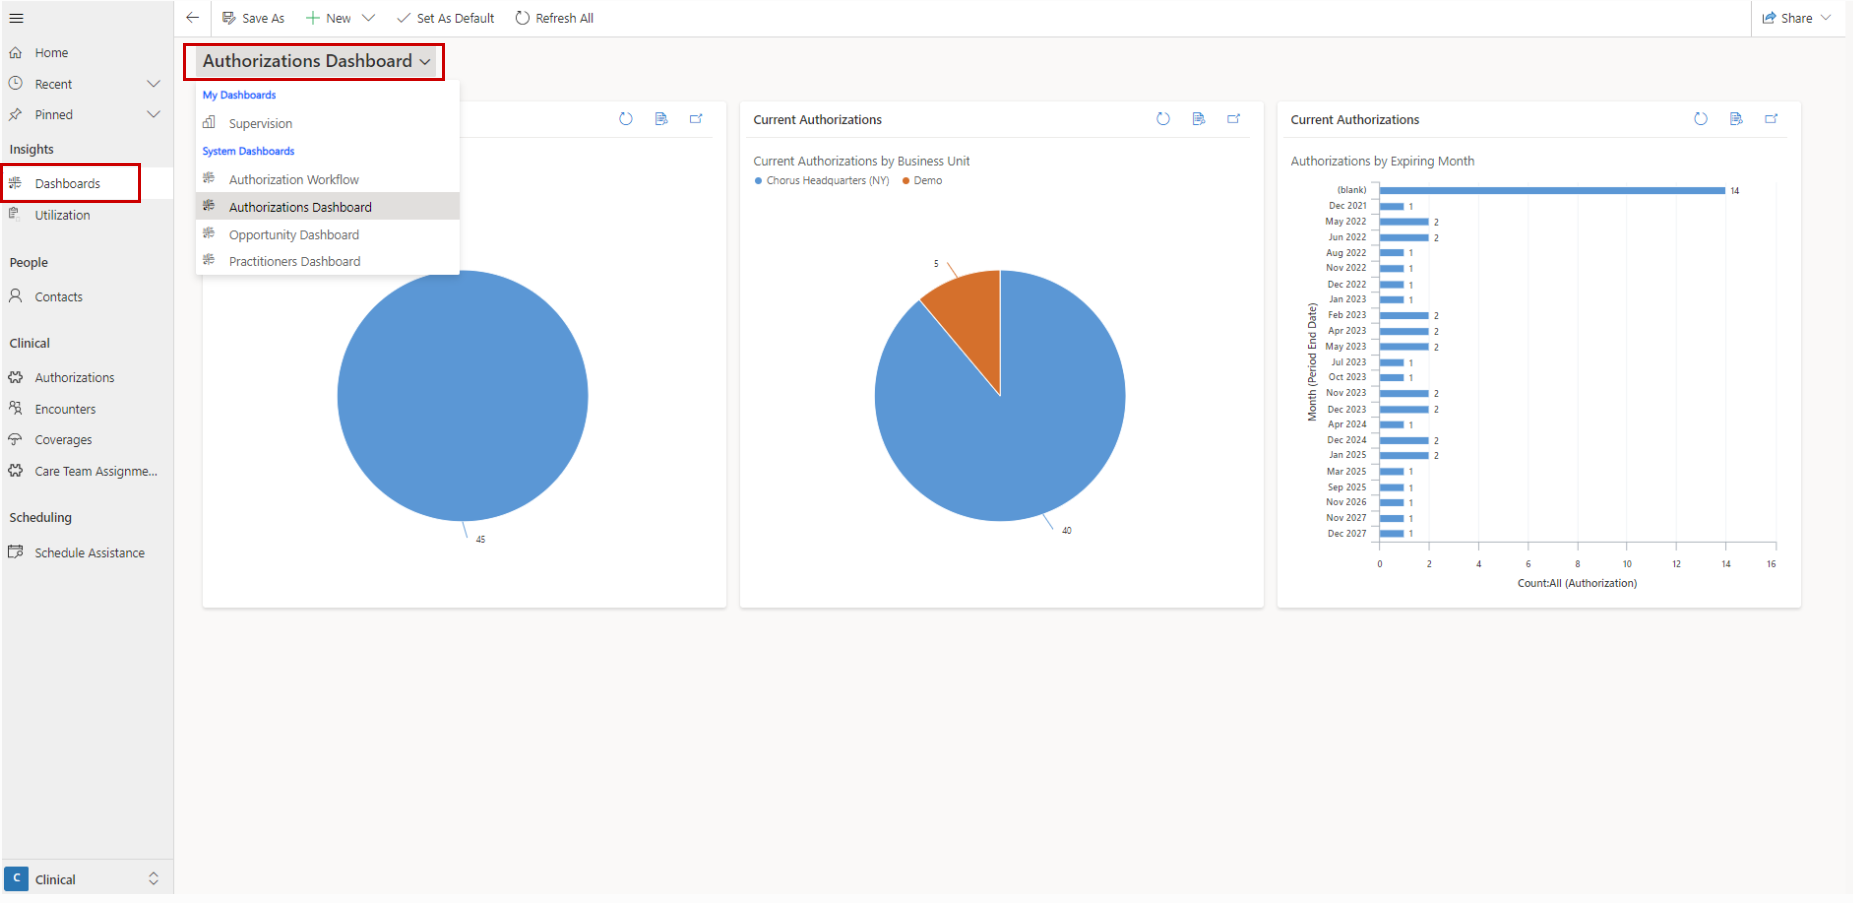 Save As
New
Set As Default
Refresh All
Share
Home
Recent
Pinned
Insights
Dashboards
Utilization
People
Contacts
Clinical
Authorizations
Encounters
Coverages
Care Team Assignme...
Scheduling
Schedule Assistance
C Clinical
Authorizations Dashboard
My Dashboards
Supervision
System Dashboards
Authorization Workflow
Authorizations Dashboard
Opportunity Dashboard
Practitioners Dashboard
45
Current Authorizations
Current Authorizations by Business Unit
Chorus Headquarters (NY) Demo
5
40
Current Authorizations
Authorizations by Expiring Month
Month (Period End Date)
(blank) 14
Dec 2021 1
May 2022 2
Jun 2022 2
Aug 2022 1
Nov 2022 1
Dec 2022 1
Jan 2023 1
Feb 2023 2
Apr 2023 2
May 2023 2
Jul 2023 1
Oct 2023 1
Nov 2023 2
Dec 2023 2
Apr 2024 1
Dec 2024 2
Jan 2025 2
Mar 2025 1
Sep 2025 1
Nov 2026 1
Nov 2027 1
Dec 2027 1
0 2 4 6 8 10 12 14 16
Count:All (Authorization)